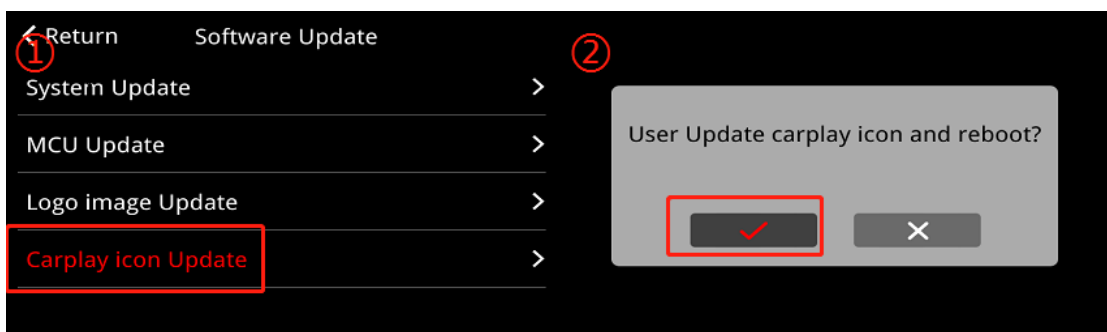 ① Return Software Update
System Update
MCU Update
Logo image Update
Carplay icon Update
②
User Update carplay icon and reboot?